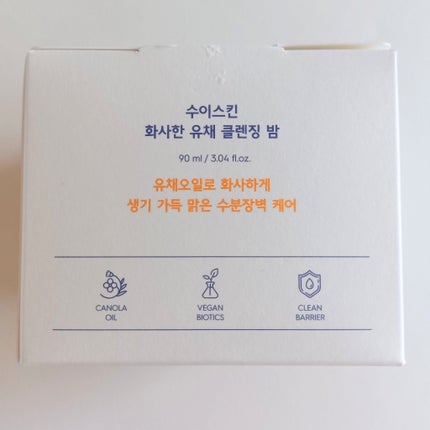 수이스킨
화사한 유채 클렌징 밤
90 ml / 3.04 fl.oz.
유채오일로 화사하게
생기 가득 맑은 수분장벽 케어
CANOLA
OIL
VEGAN
BIOTICS
CLEAN
BARRIER